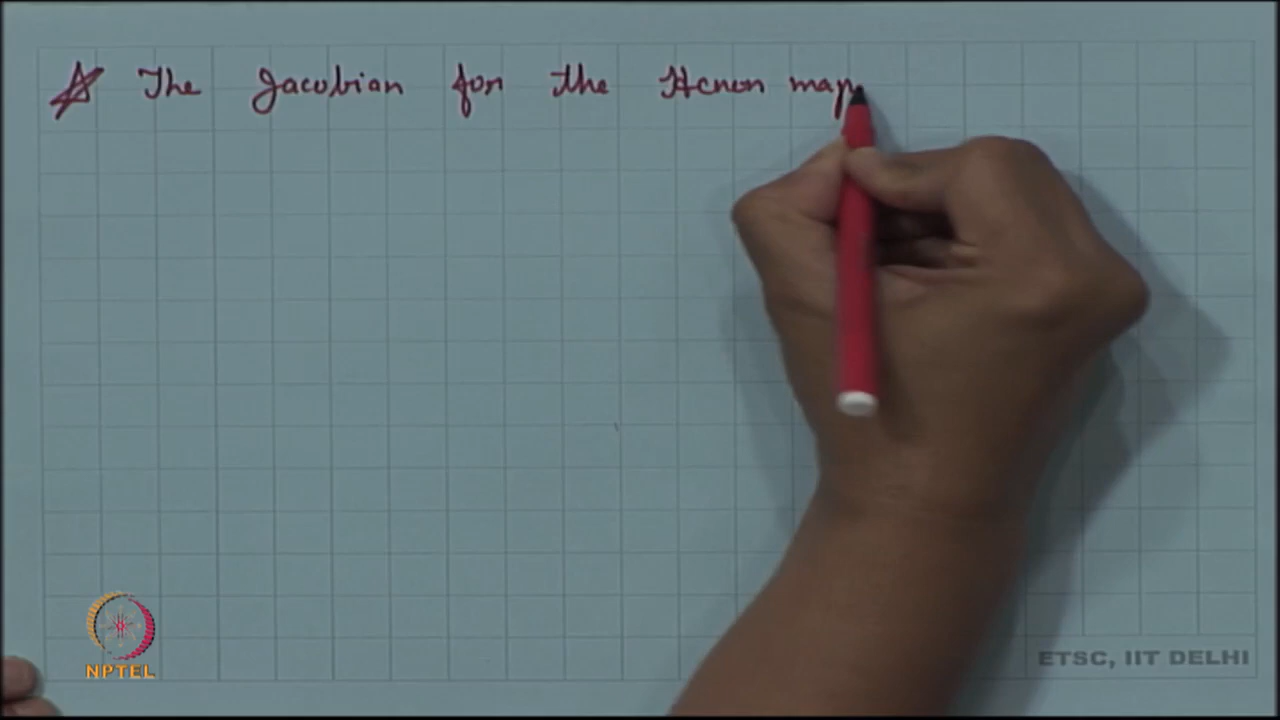 The Jacobian for the Henon map
NPTEL
ETSC, IIT DELHI